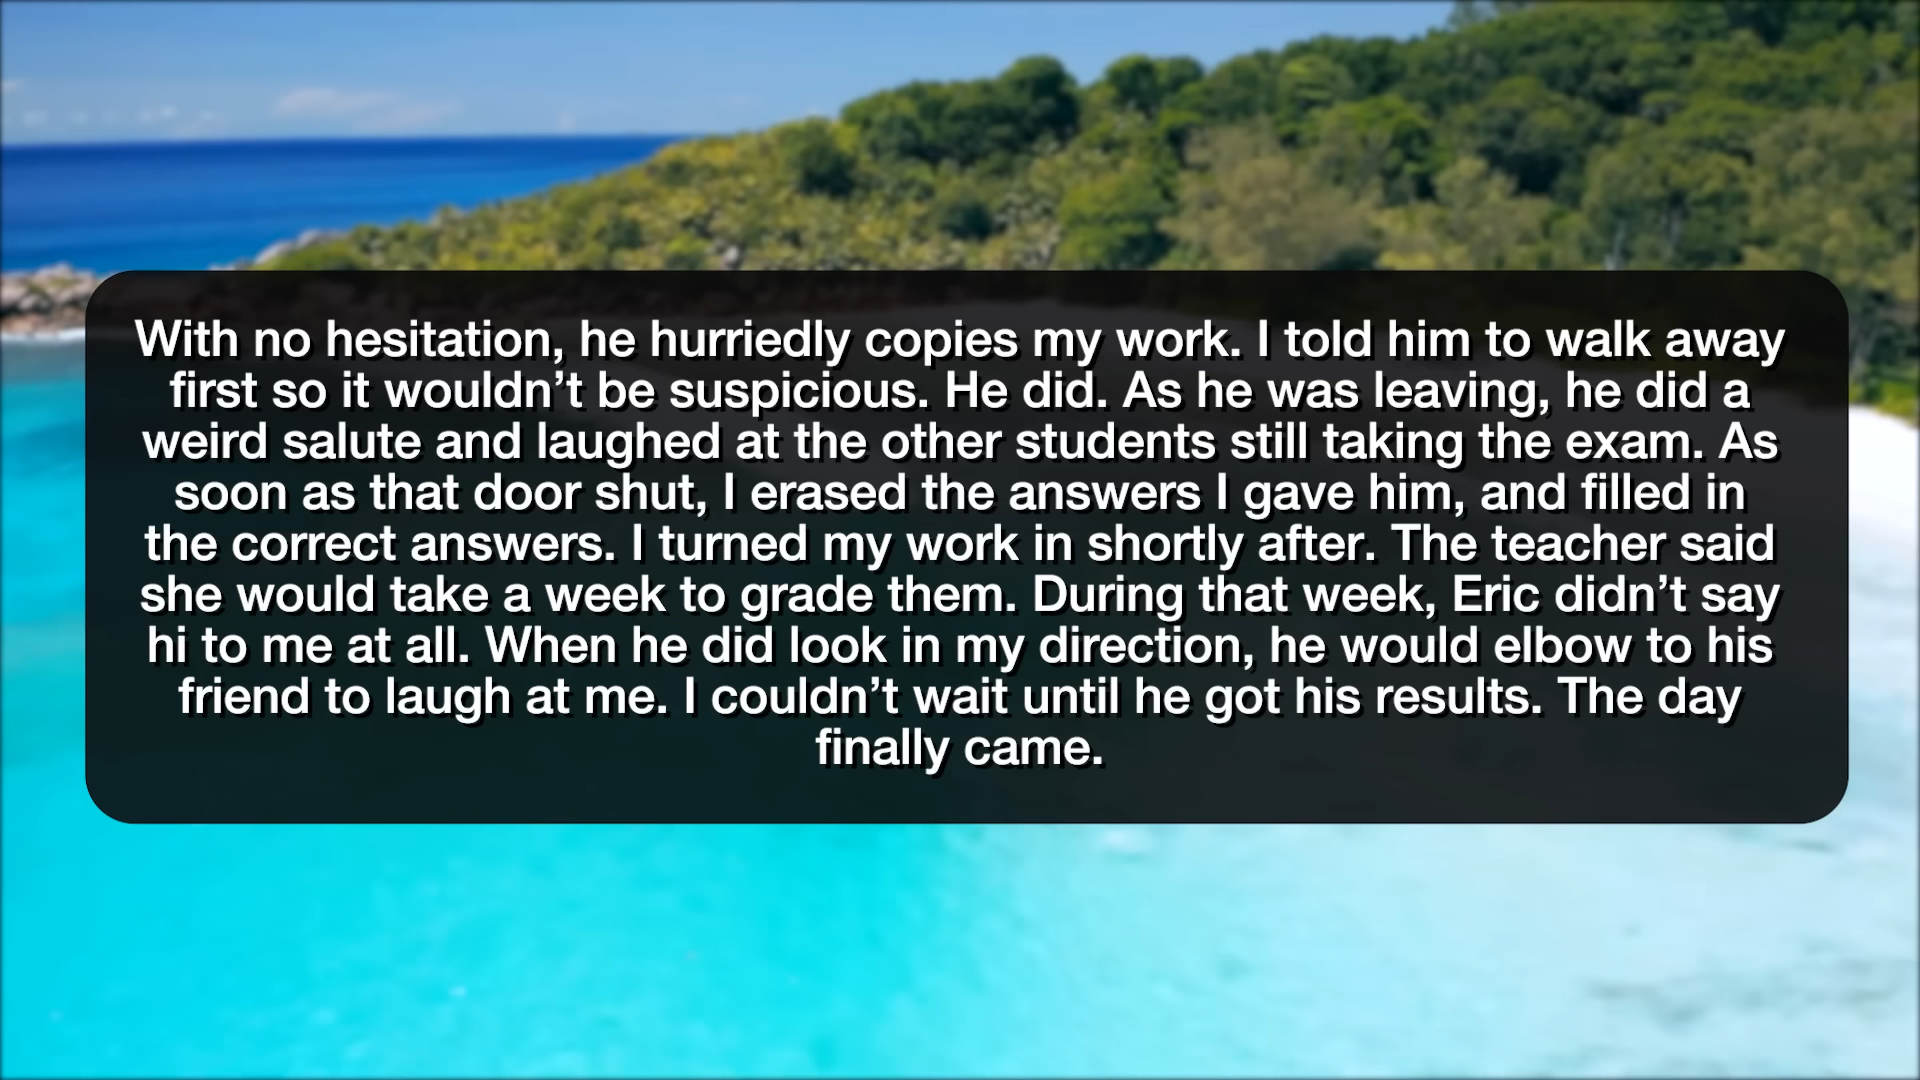 With no hesitation, he hurriedly copies my work. I told him to walk away
first so it wouldn’t be suspicious. He did. As he was leaving, he did a
weird salute and laughed at the other students still taking the exam. As
soon as that door shut, I erased the answers I gave him, and filled in
the correct answers. I turned my work in shortly after. The teacher said
she would take a week to grade them. During that week, Eric didn’t say
hi to me at all. When he did look in my direction, he would elbow to his
friend to laugh at me. I couldn’t wait until he got his results. The day
finally came.